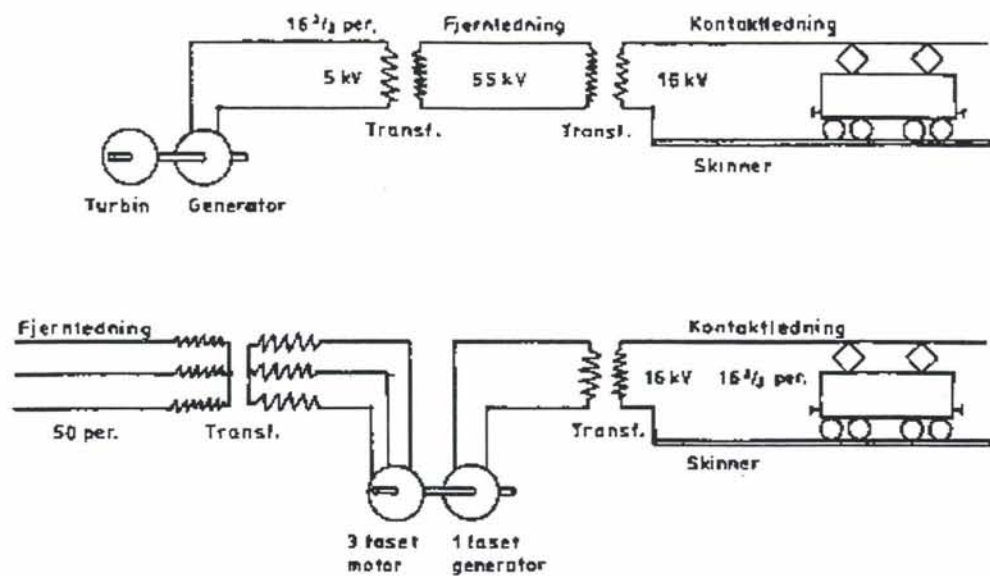 16 2/3 per.
Fjernledning
Kontaktledning
5 kV
55 kV
16 kV
Transf.
Transf.
Skinner
Turbin
Generator
Fjernledning
Kontaktledning
16 kV
16 2/3 per.
50 per.
Transf.
Transf.
Skinner
3 faset
motor
1 faset
generator